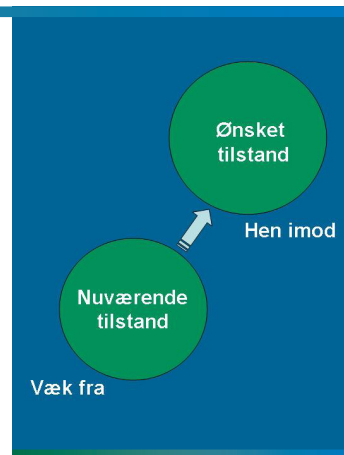 Ønsket
tilstand
Hen imod
Nuværende
tilstand
Væk fra